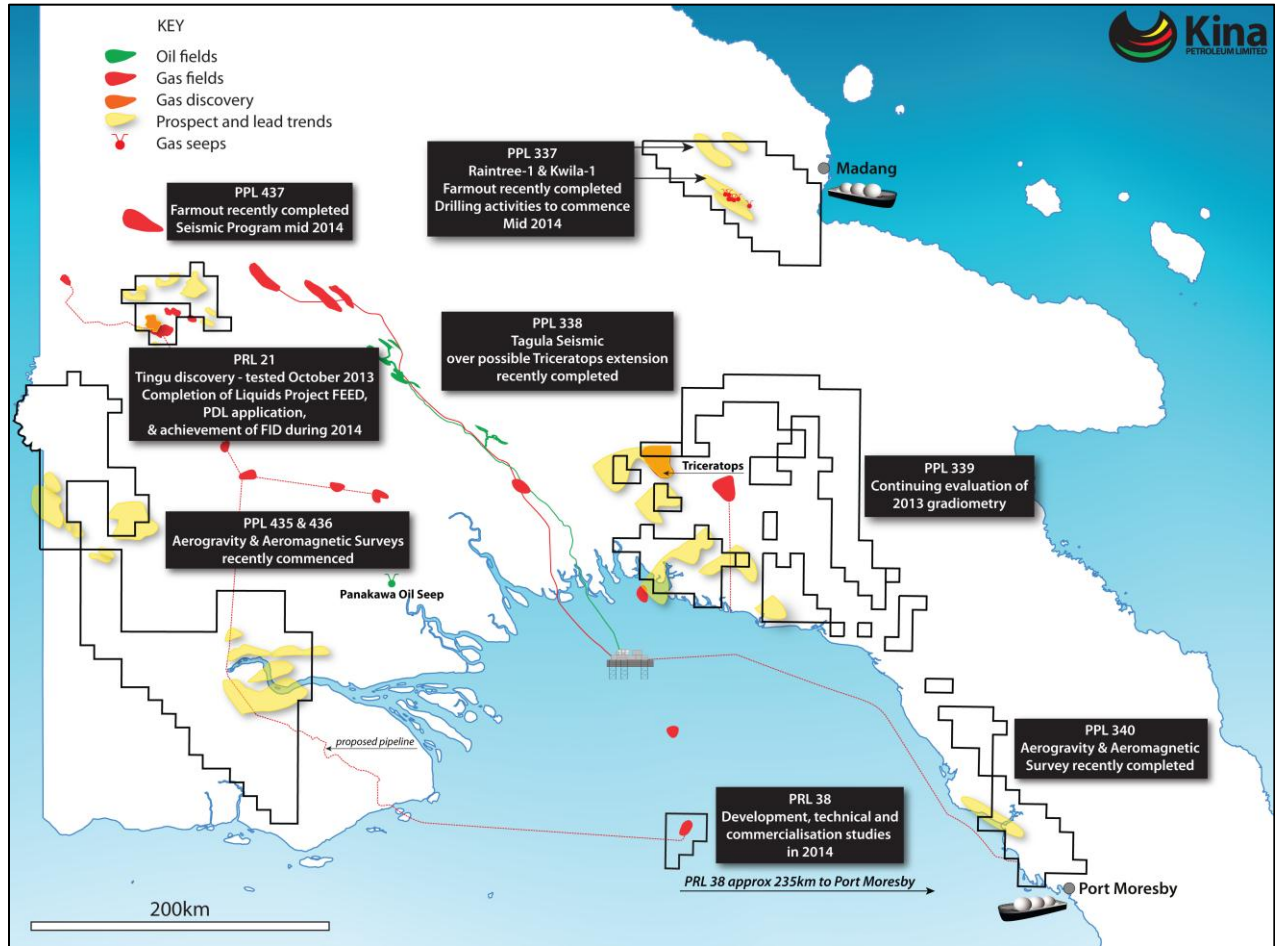 KEY
Oil fields
Gas fields
Gas discovery
Prospect and lead trends
Gas seeps
Kina
PETROLEUM LIMITED
PPL 337
Raintree-1 & Kwila-1
Farmout recently completed
Drilling activities to commence
Mid 2014
Madang
PPL 437
Farmout recently completed
Seismic Program mid 2014
PPL 338
Tagula Seismic
over possible Triceratops extension
recently completed
PRL 21
Tingu discovery - tested October 2013
Completion of Liquids Project FEED,
PDL application,
& achievement of FID during 2014
Triceratops
PPL 339
Continuing evaluation of
2013 gradiometry
PPL 435 & 436
Aerogravity & Aeromagnetic Surveys
recently commenced
Panakawa Oil Seep
proposed pipeline
PPL 340
Aerogravity & Aeromagnetic
Survey recently completed
PRL 38
Development, technical and
commercialisation studies
in 2014
PRL 38 approx 235km to Port Moresby
Port Moresby
200km